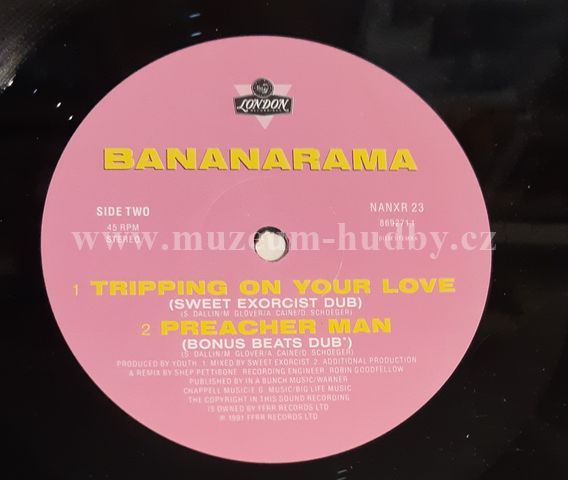 LONDON
RECORDINGS
BANANARAMA
SIDE TWO
45 RPM
STEREO
NANXR 23
8692711
www.muzeum-hudby.cz
1 TRIPPING ON YOUR LOVE
(SWEET EXORCIST DUB)
(S. DALLIN/M. GLOVER/A. CAINE/D. SCHOEGER)
2 PREACHER MAN
(BONUS BEATS DUB*)
(S. DALLIN/M. GLOVER/A. CAINE/D. SCHOEGER)
PRODUCED BY YOUTH. 1. MIXED BY SWEET EXORCIST. 2. ADDITIONAL PRODUCTION
& REMIX BY SHEP PETTIBONE. RECORDING ENGINEER: ROBIN GOODFELLOW
PUBLISHED BY IN A BUNCH MUSIC/WARNER
CHAPPELL MUSIC/E.G. MUSIC/BIG LIFE MUSIC
THE COPYRIGHT IN THIS SOUND RECORDING
IS OWNED BY FFRR RECORDS LTD
℗ 1991 FFRR RECORDS LTD